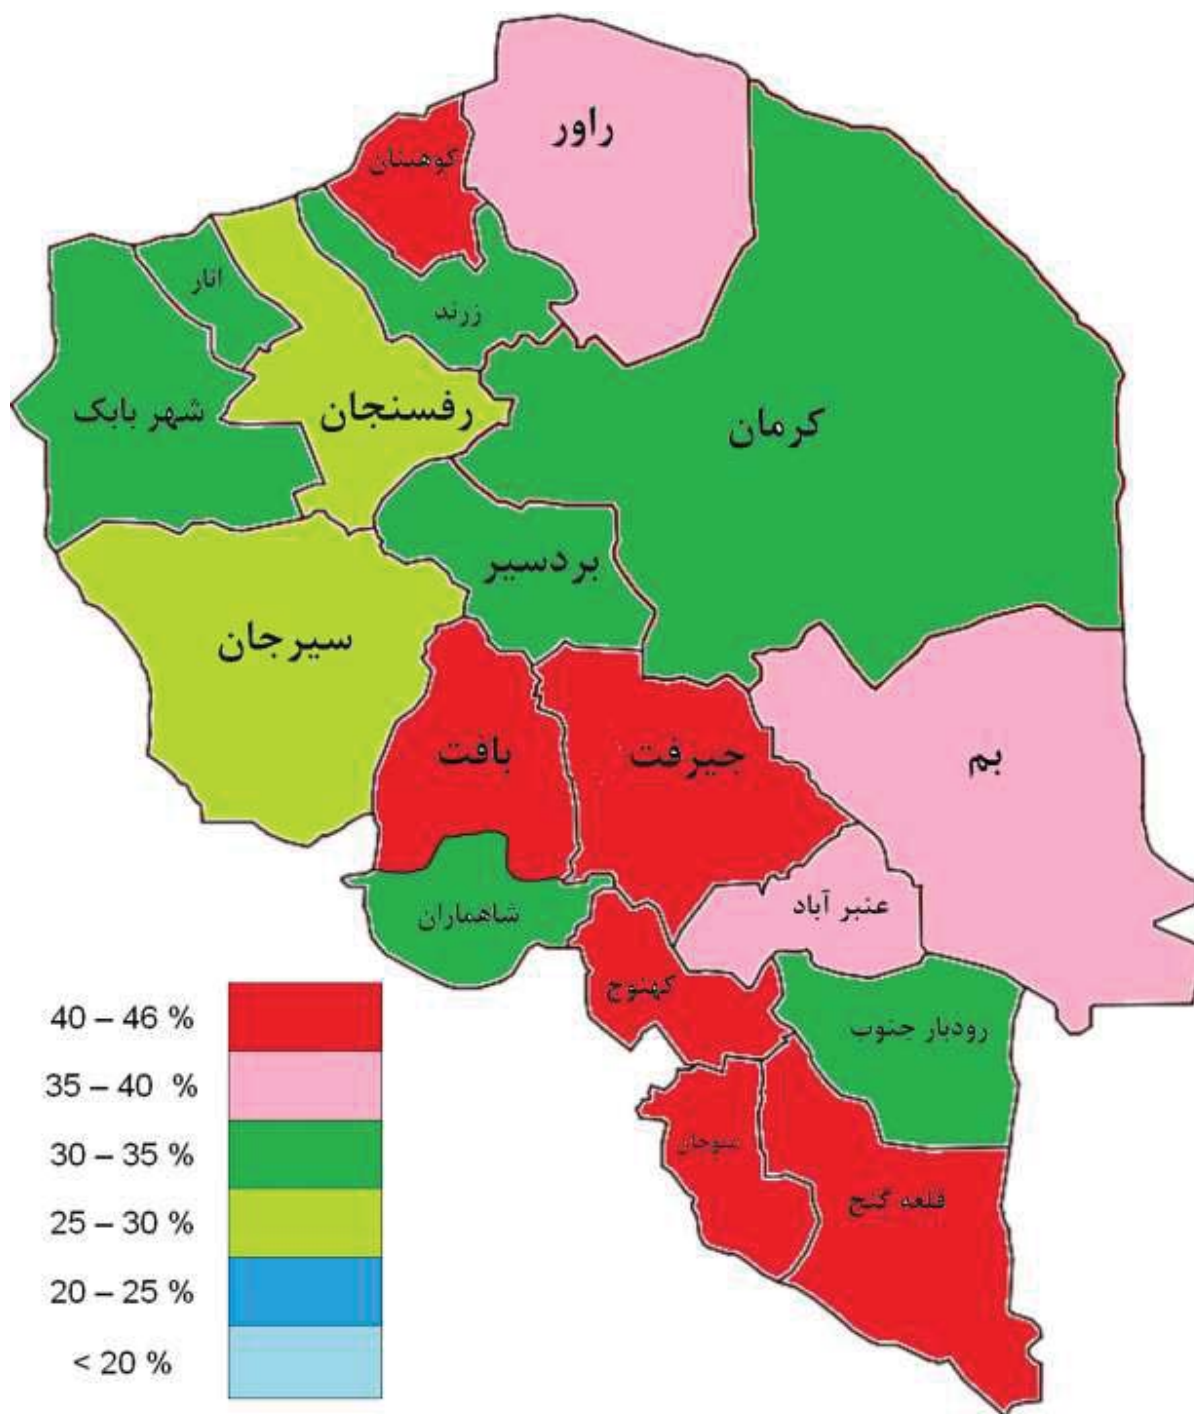 راور
کوهبنان
انار
زرند
شهر بابک
رفسنجان
کرمان
بردسیر
سیرجان
بافت
جیرفت
بم
شاهماران
عنبر آباد
کهنوج
رودبار جنوب
منوجان
قلعه گنج
40 – 46 %
35 – 40 %
30 – 35 %
25 – 30 %
20 – 25 %
< 20 %